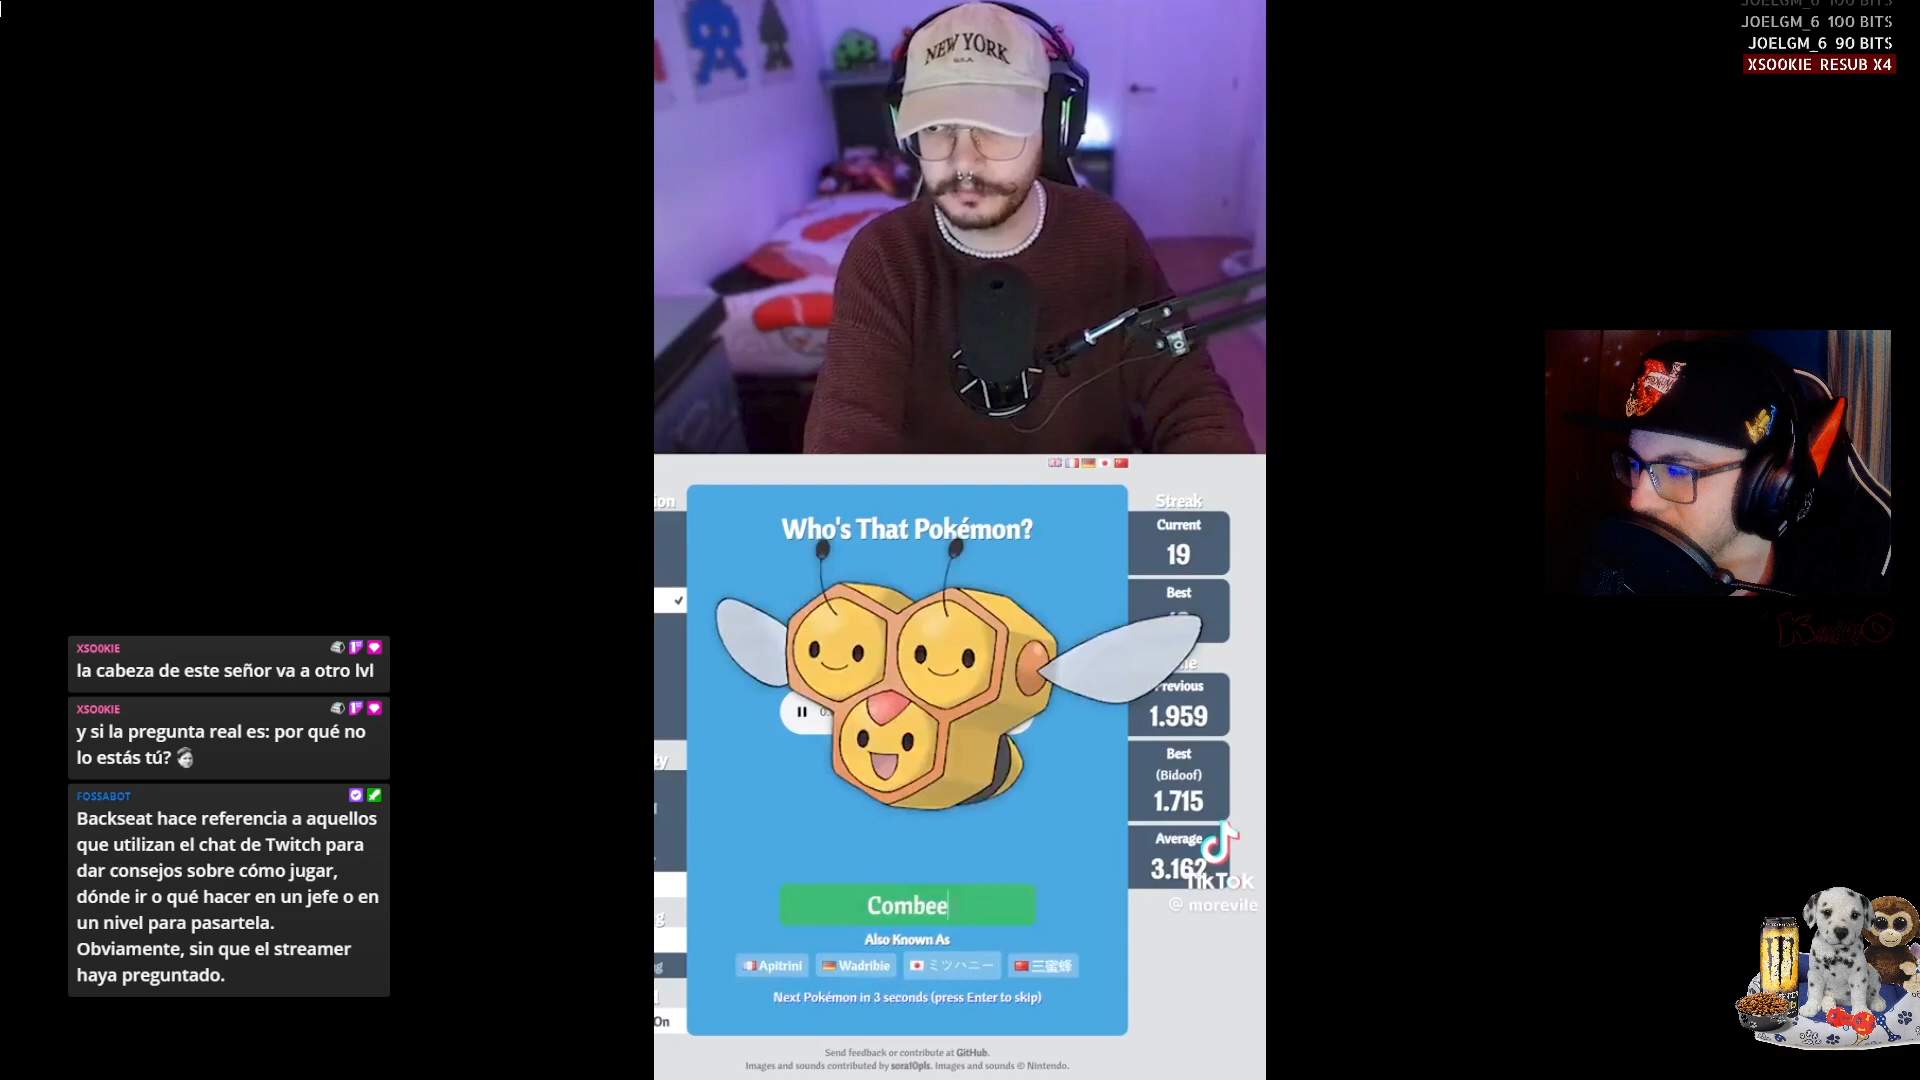 JOELGM_6 100 BITS
JOELGM_6 100 BITS
JOELGM_6 90 BITS
XSO0KIE RESUB X4
NEW YORK
U.S.A.
XSO0KIE
la cabeza de este señor va a otro lvl
XSO0KIE
y si la pregunta real es: por qué no
lo estás tú?
FOSSABOT
Backseat hace referencia a aquellos
que utilizan el chat de Twitch para
dar consejos sobre cómo jugar,
dónde ir o qué hacer en un jefe o en
un nivel para pasartela.
Obviamente, sin que el streamer
haya preguntado.
Who's That Pokémon?
Combee
Also Known As
Apitrini
Wadribie
ミツハニー
三蜜蜂
Next Pokémon in 3 seconds (press Enter to skip)
On
Streak
Current
19
Best
Previous
1.959
Best
(Bidoof)
1.715
Average
3.162
TikTok
@ morevile
Send feedback or contribute at GitHub.
Images and sounds contributed by sora10pls. Images and sounds © Nintendo.